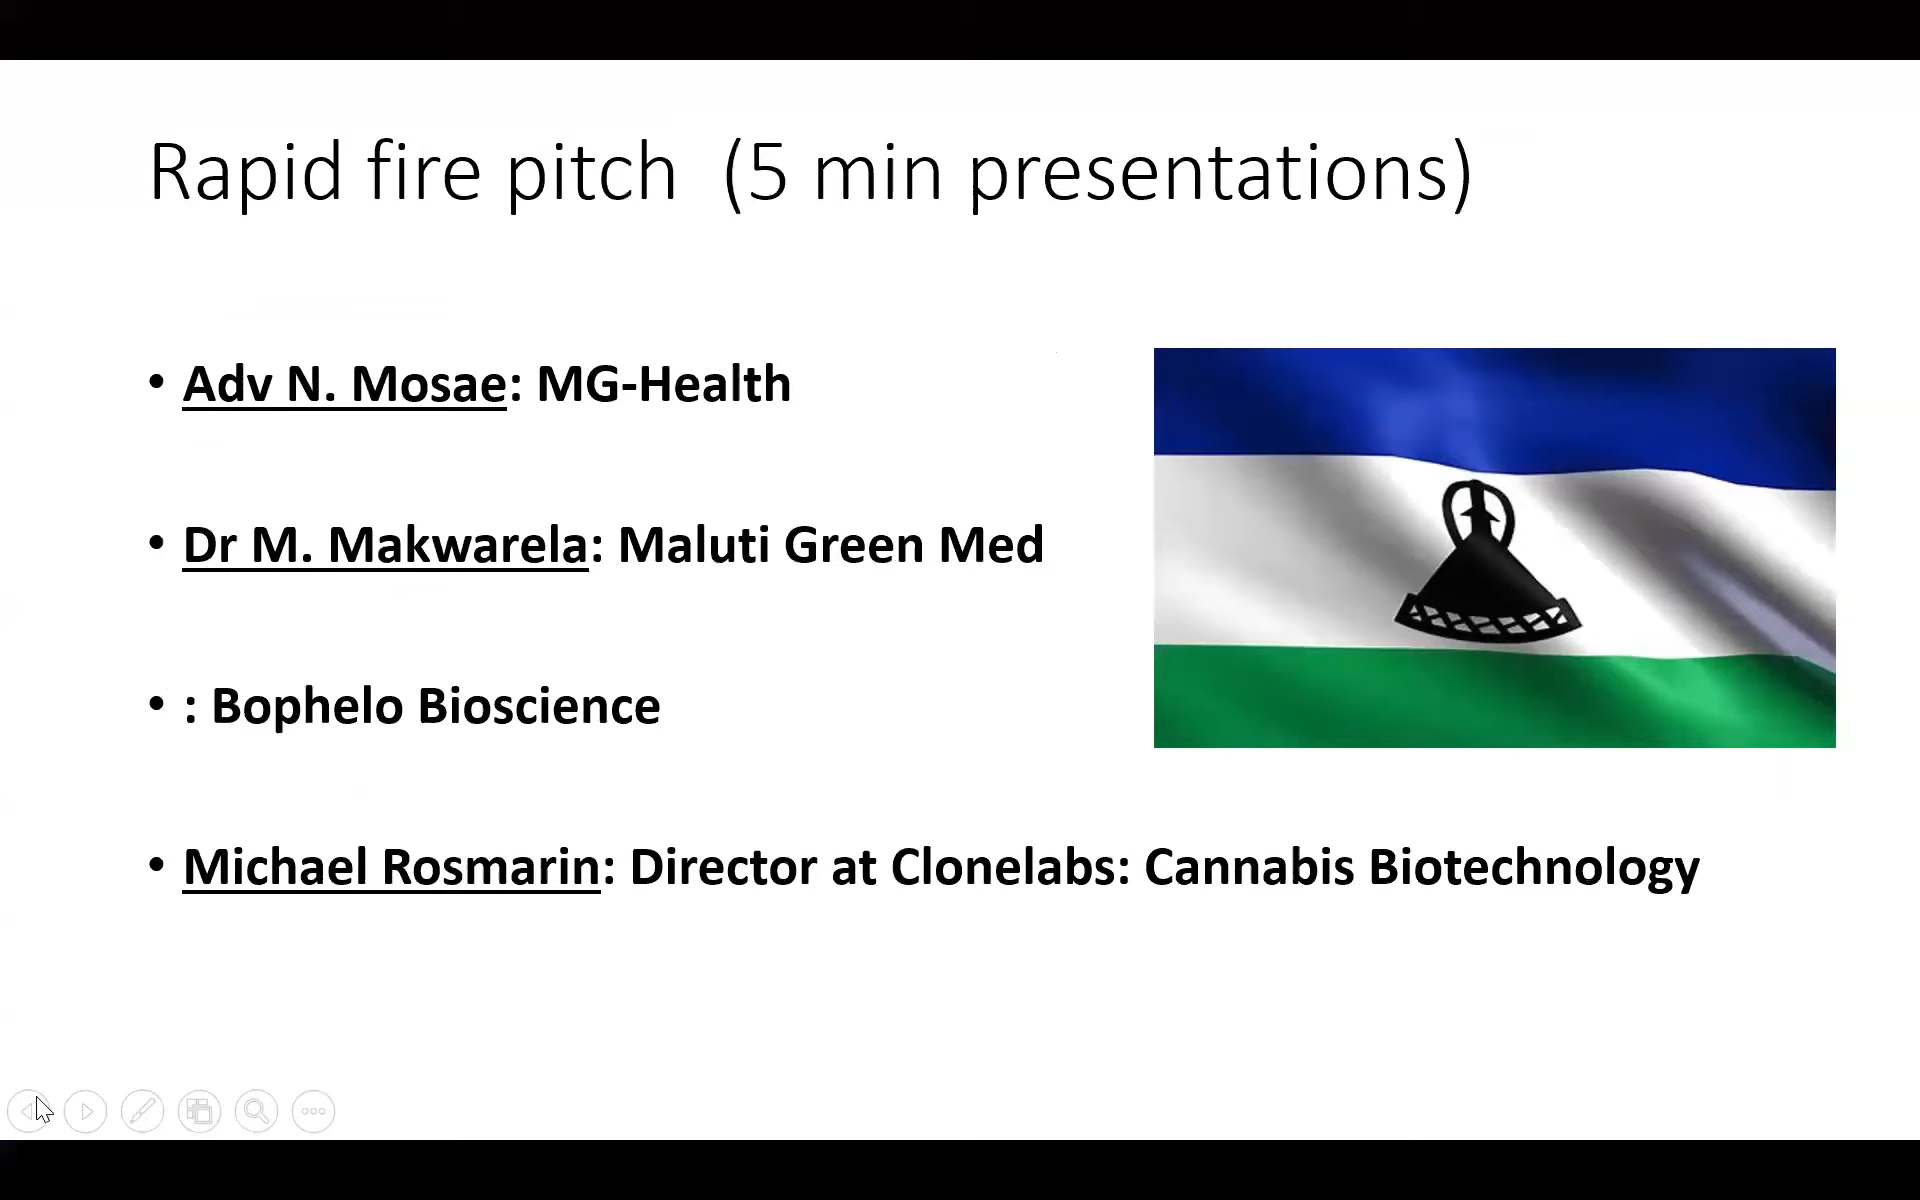 Rapid fire pitch (5 min presentations)
• Adv N. Mosae: MG-Health
• Dr M. Makwarela: Maluti Green Med
• : Bophelo Bioscience
• Michael Rosmarin: Director at Clonelabs: Cannabis Biotechnology